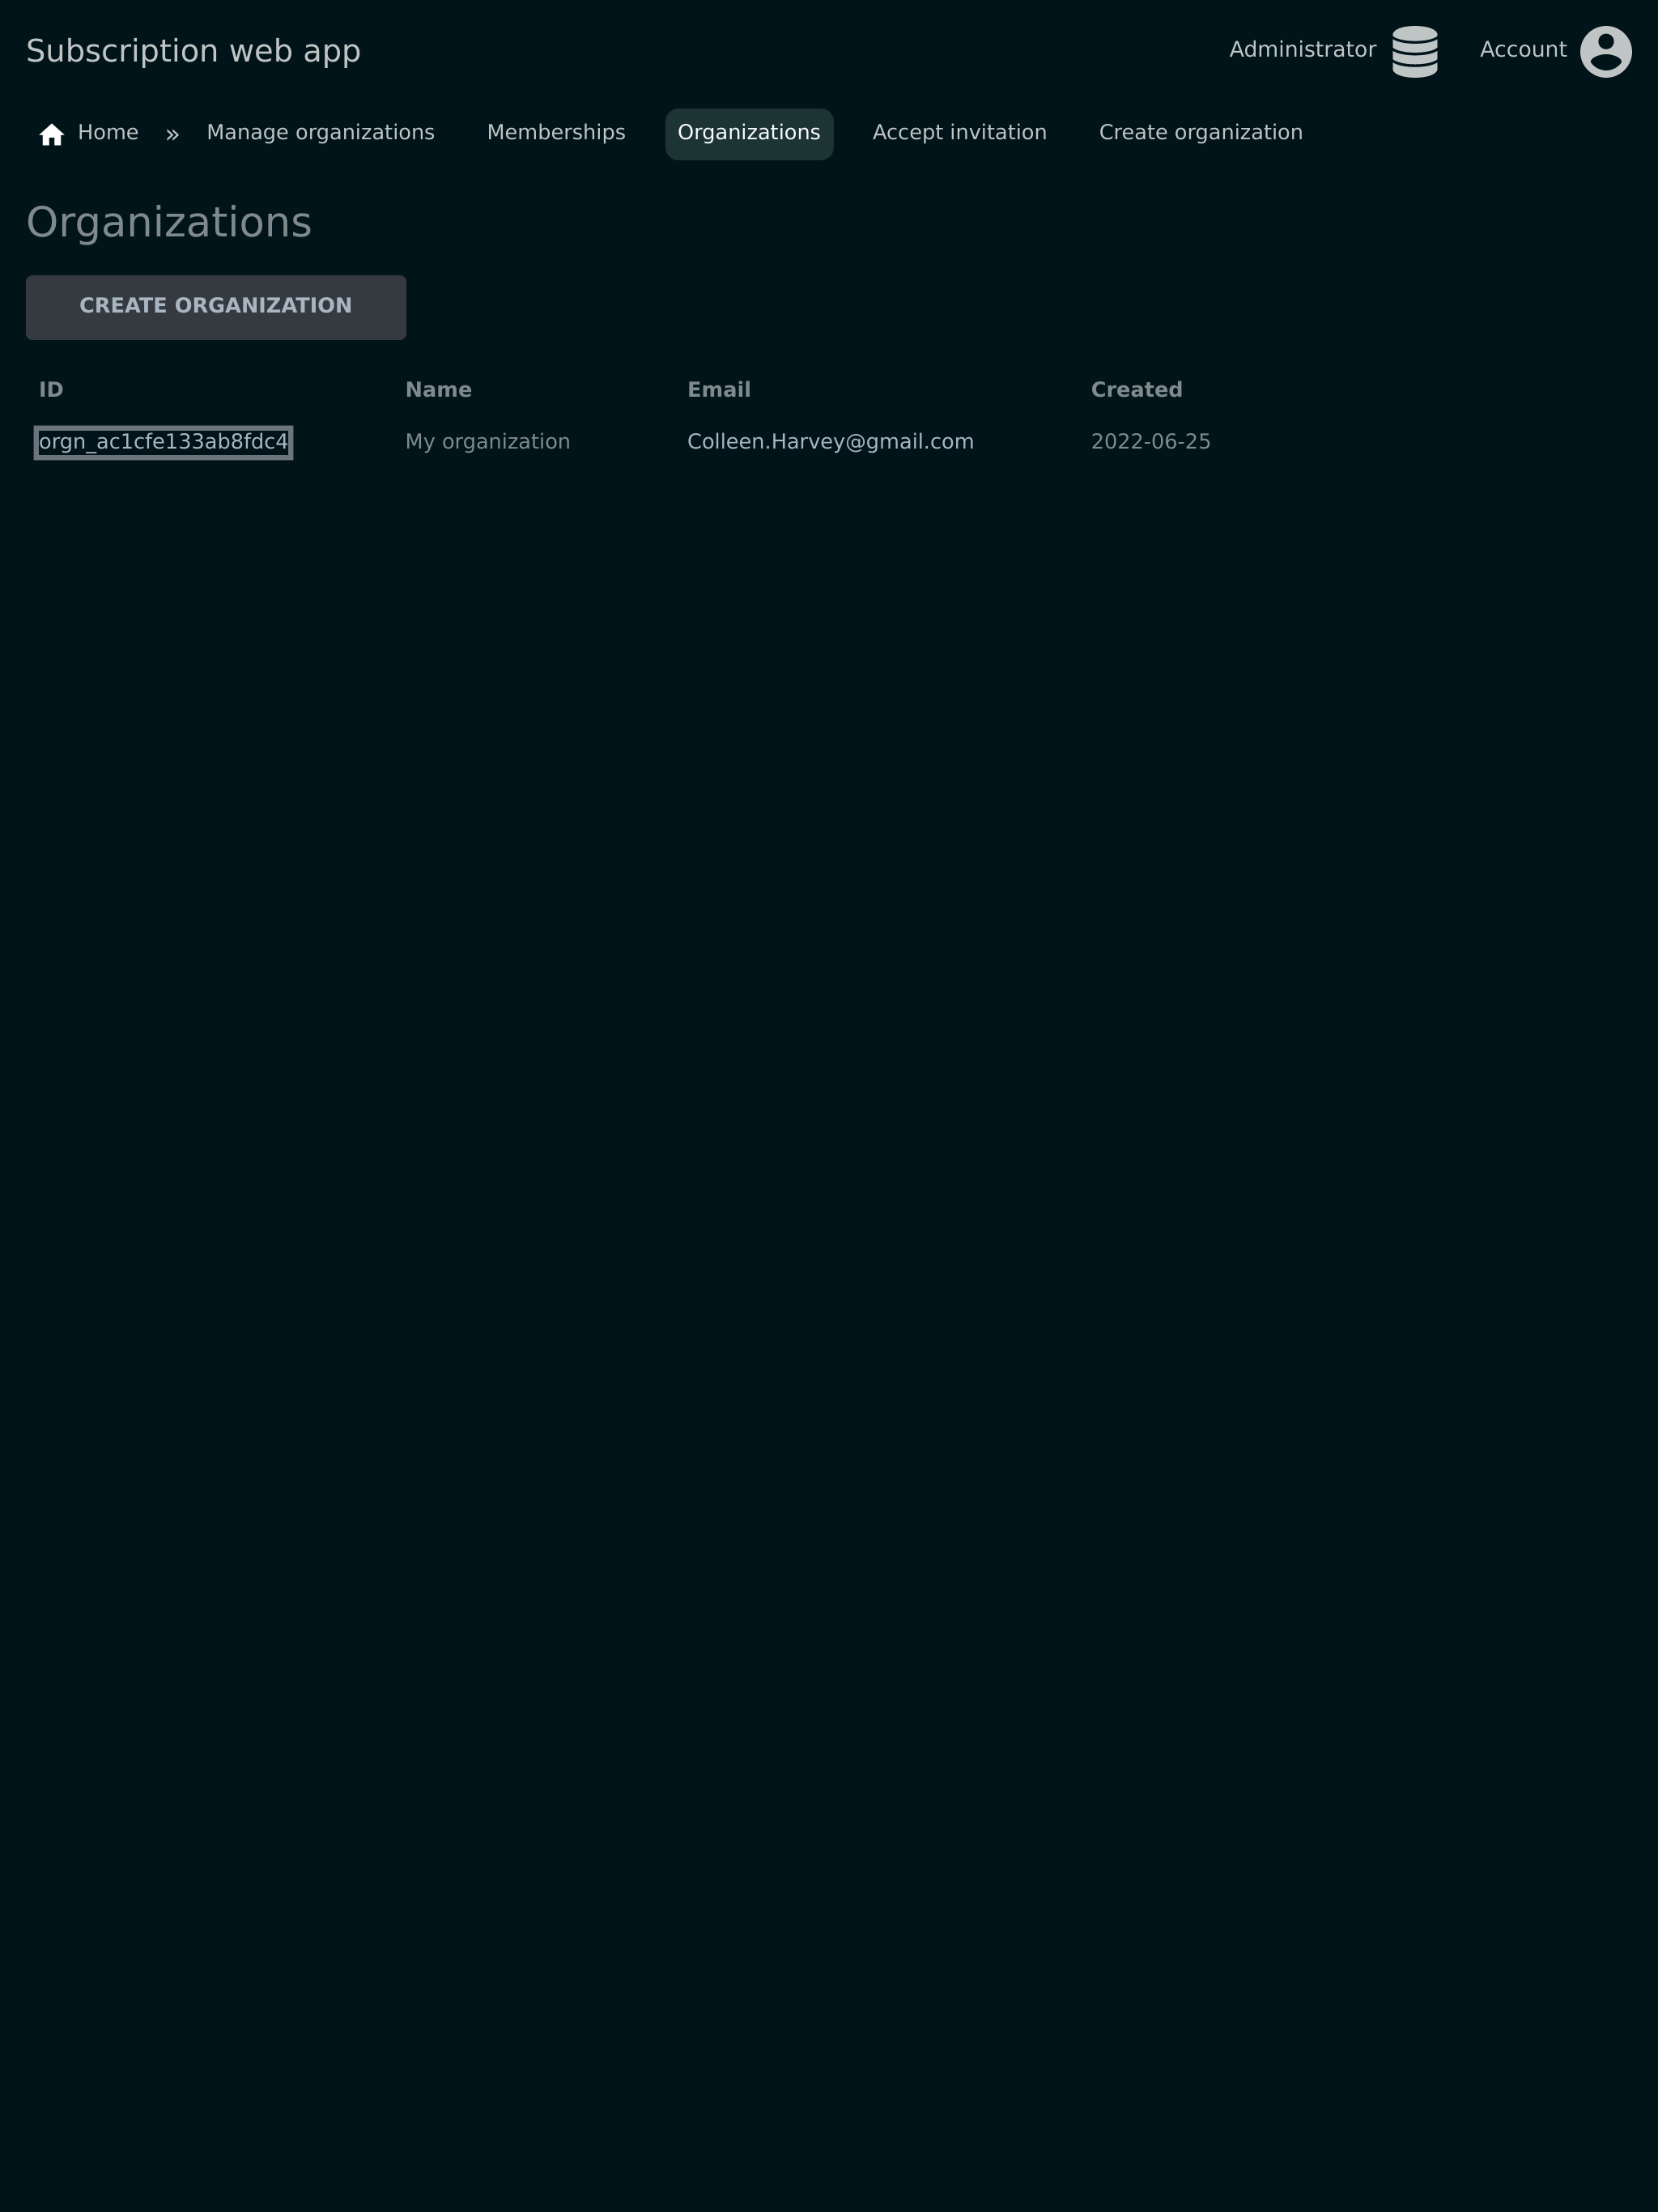 Subscription web app
Administrator Account
Home » Manage organizations Memberships Organizations Accept invitation Create organization
Organizations
CREATE ORGANIZATION
ID Name Email Created
orgn_ac1cfe133ab8fdc4 My organization Colleen.Harvey@gmail.com 2022-06-25